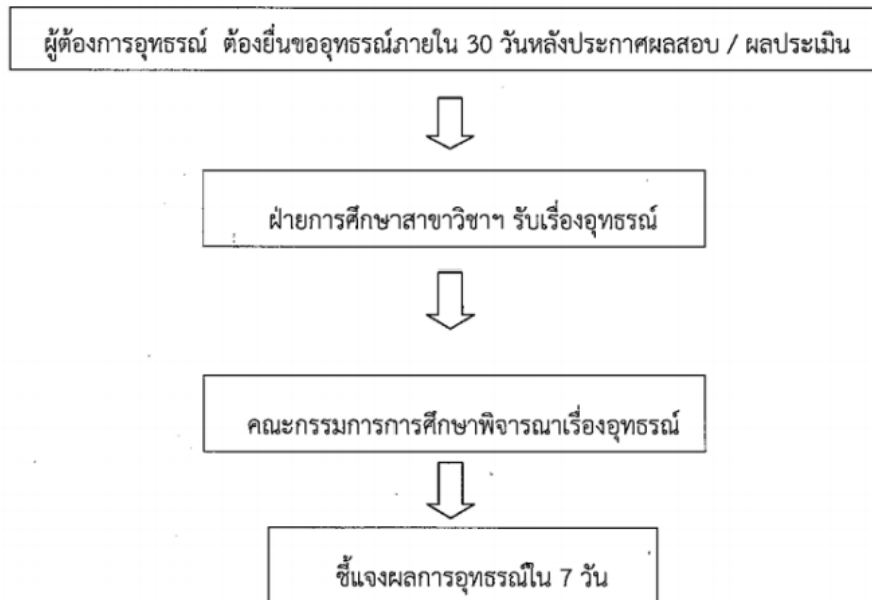 ผู้ต้องการอุทธรณ์ ต้องยื่นขออุทธรณ์ภายใน 30 วันหลังประกาศผลสอบ / ผลประเมิน
ฝ่ายการศึกษาสาขาวิชาฯ รับเรื่องอุทธรณ์
คณะกรรมการการศึกษาพิจารณาเรื่องอุทธรณ์
ชี้แจงผลการอุทธรณ์ใน 7 วัน